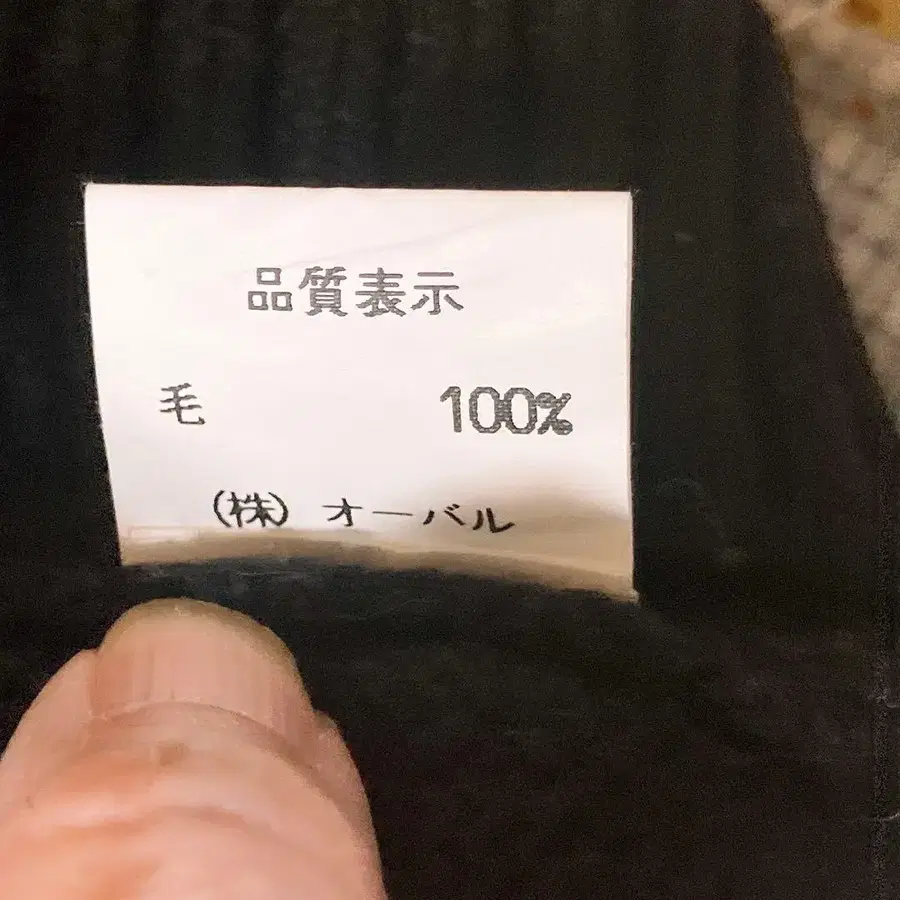 品質表示
毛 100%
(株) オーバル